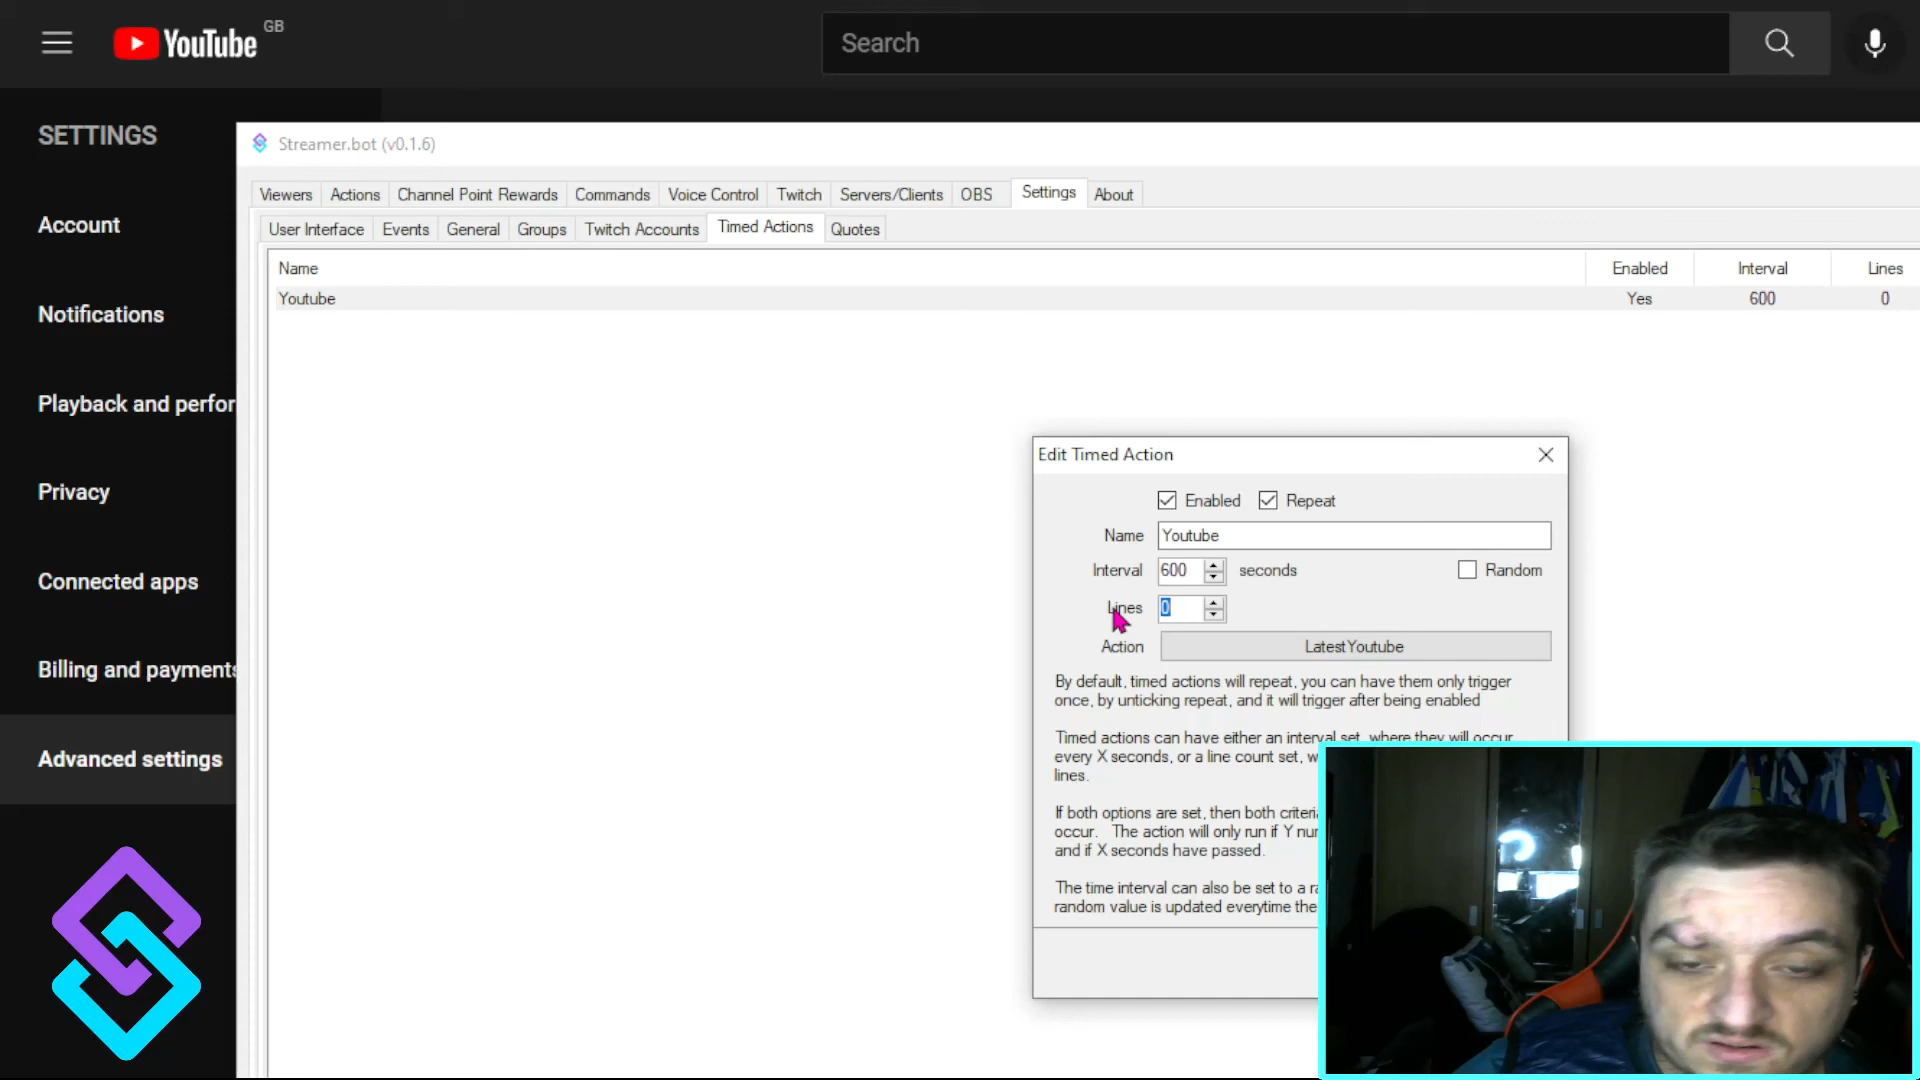 YouTube GB
Search
SETTINGS
Account
Notifications
Playback and perfor
Privacy
Connected apps
Billing and payments
Advanced settings
Streamer.bot (v0.1.6)
Viewers Actions Channel Point Rewards Commands Voice Control Twitch Servers/Clients OBS Settings About
User Interface Events General Groups Twitch Accounts Timed Actions Quotes
Name Enabled Interval Lines
Youtube Yes 600 0
Edit Timed Action
Enabled Repeat
Name Youtube
Interval 600 seconds Random
Lines 0
Action LatestYoutube
By default, timed actions will repeat, you can have them only trigger
once, by unticking repeat, and it will trigger after being enabled
Timed actions can have either an interval set, where they will occur
every X seconds, or a line count set, w
lines.
If both options are set, then both criteria
occur. The action will only run if Y nu
and if X seconds have passed.
The time interval can also be set to a ra
random value is updated everytime the